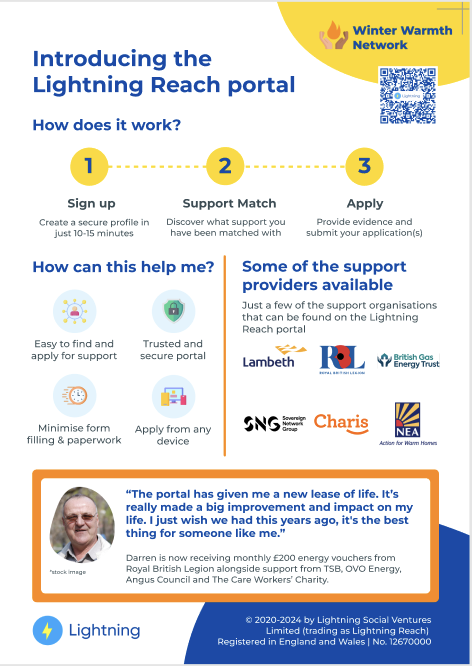 Winter Warmth
Network
Introducing the
Lightning Reach portal
Lightning
How does it work?
1
2
3
Sign up
Support Match
Apply
Create a secure profile in
just 10-15 minutes
Discover what support you
have been matched with
Provide evidence and
submit your application(s)
How can this help me?
Easy to find and
apply for support
Trusted and
secure portal
Minimise form
filling & paperwork
Apply from any
device
Some of the support
providers available
Just a few of the support organisations
that can be found on the Lightning
Reach portal
Lambeth
RBL
ROYAL BRITISH LEGION
British Gas
Energy Trust
SNG
Sovereign
Network
Group
Charis
NEA
Action for Warm Homes
“The portal has given me a new lease of life. It’s
really made a big improvement and impact on my
life. I just wish we had this years ago, it's the best
thing for someone like me.”
*stock image
Darren is now receiving monthly £200 energy vouchers from
Royal British Legion alongside support from TSB, OVO Energy,
Angus Council and The Care Workers’ Charity.
Lightning
© 2020-2024 by Lightning Social Ventures
Limited (trading as Lightning Reach)
Registered in England and Wales | No. 12670000